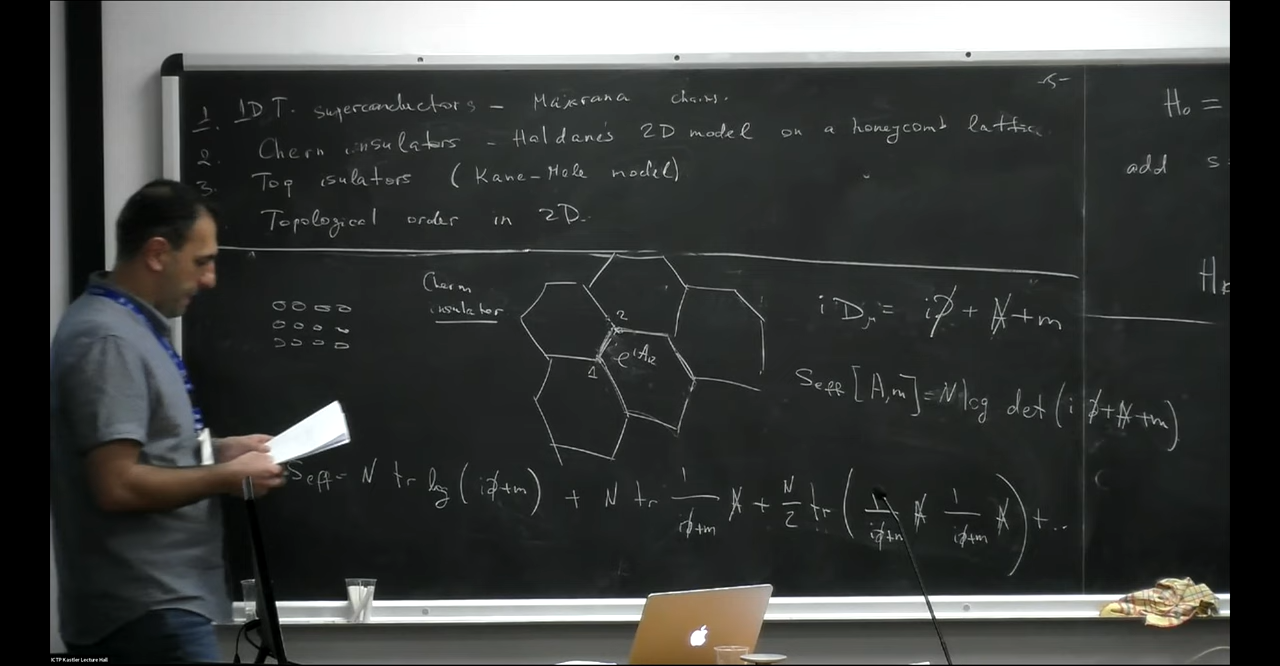 1. 1D T. superconductors – Majorana chains.
2. Chern insulators – Haldane's 2D model on a honeycomb lattice
3. Top isulators (Kane-Mele model)
Topological order in 2D.
-5-
H₀ =
add s
Chern
insulator
2
e^{iA₁₂}
1
iD_μ = i∂̸ + A̸ + m
S_eff [A,m] = N log det (i∂̸ + A̸ + m)
S_eff = N tr log (i∂̸+m) + N tr 1/(i∂̸+m) A̸ + N/2 tr (1/(i∂̸+m) A̸ 1/(i∂̸+m) A̸) + ...
ICTP Kastler Lecture Hall